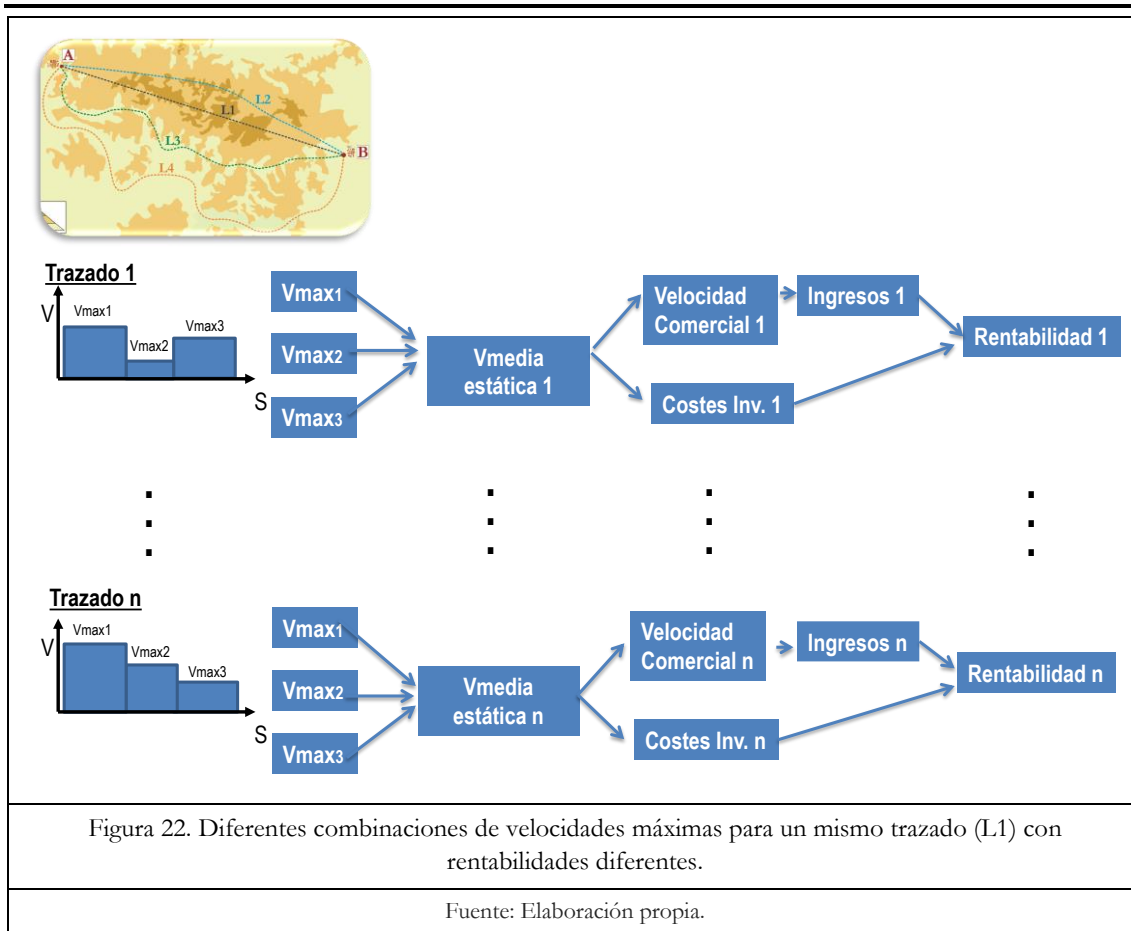 A
L2
L1
L3
B
L4
Trazado 1
V
Vmax1
Vmax2
Vmax3
S
Vmax1
Vmax2
Vmax3
Vmedia
estática 1
Velocidad
Comercial 1
Ingresos 1
Costes Inv. 1
Rentabilidad 1
Trazado n
V
Vmax1
Vmax2
Vmax3
S
Vmax1
Vmax2
Vmax3
Vmedia
estática n
Velocidad
Comercial n
Ingresos n
Costes Inv. n
Rentabilidad n
Figura 22. Diferentes combinaciones de velocidades máximas para un mismo trazado (L1) con
rentabilidades diferentes.
Fuente: Elaboración propia.